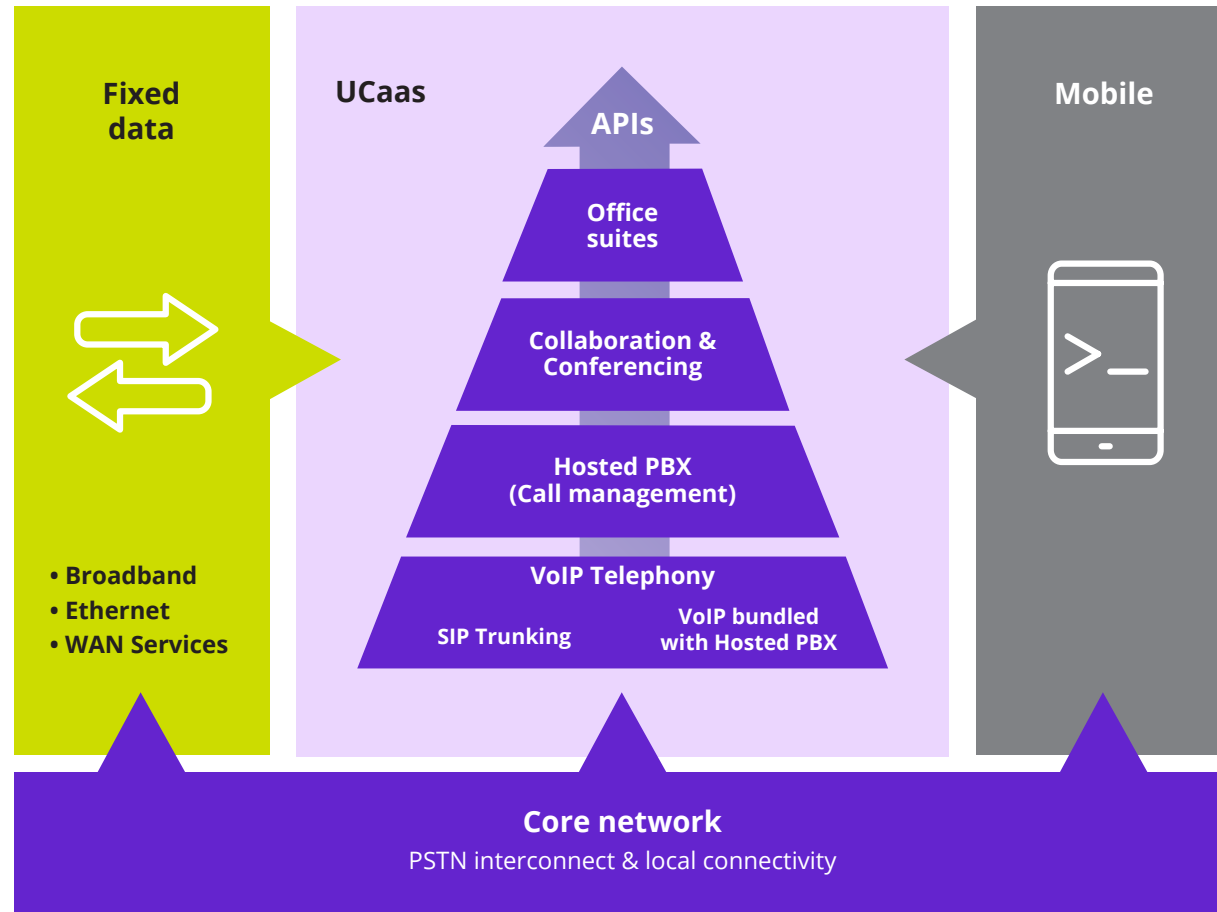 Fixed
data
• Broadband
• Ethernet
• WAN Services
UCaas
APIs
Office
suites
Collaboration &
Conferencing
Hosted PBX
(Call management)
VoIP Telephony
SIP Trunking
VoIP bundled
with Hosted PBX
Mobile
>_
Core network
PSTN interconnect & local connectivity